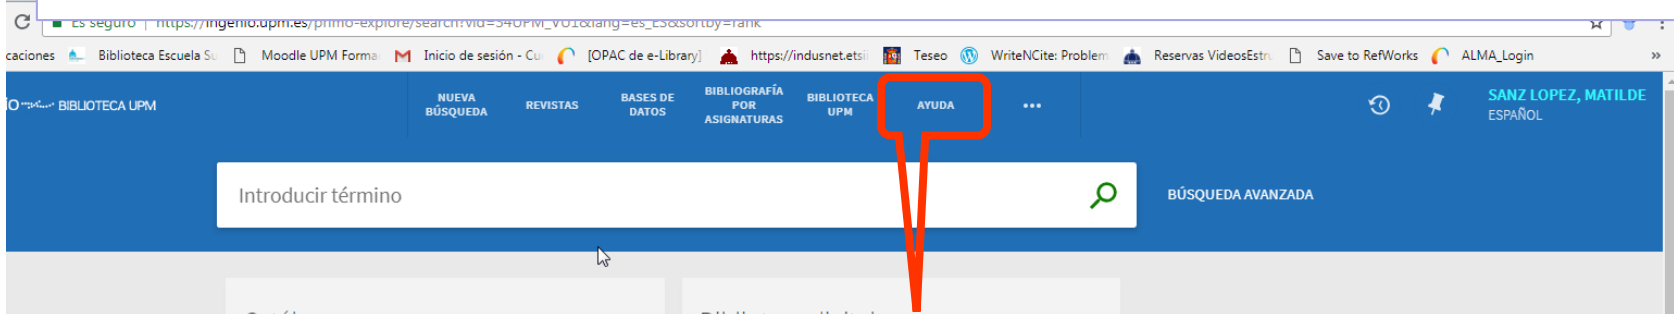 Es seguro | https://ingenio.upm.es/primo-explore/search?vid=34UPM_VU1&lang=es_ES&sortby=rank
caciones Biblioteca Escuela Su Moodle UPM Forma Inicio de sesión - Cu [OPAC de e-Library] https://indusnet.etsii Teseo WriteNCite: Problem Reservas VideosEstru Save to RefWorks ALMA_Login »
IO BIBLIOTECA UPM
NUEVA BÚSQUEDA
REVISTAS
BASES DE DATOS
BIBLIOGRAFÍA POR ASIGNATURAS
BIBLIOTECA UPM
AYUDA
•••
SANZ LOPEZ, MATILDE
ESPAÑOL
Introducir término
BÚSQUEDA AVANZADA